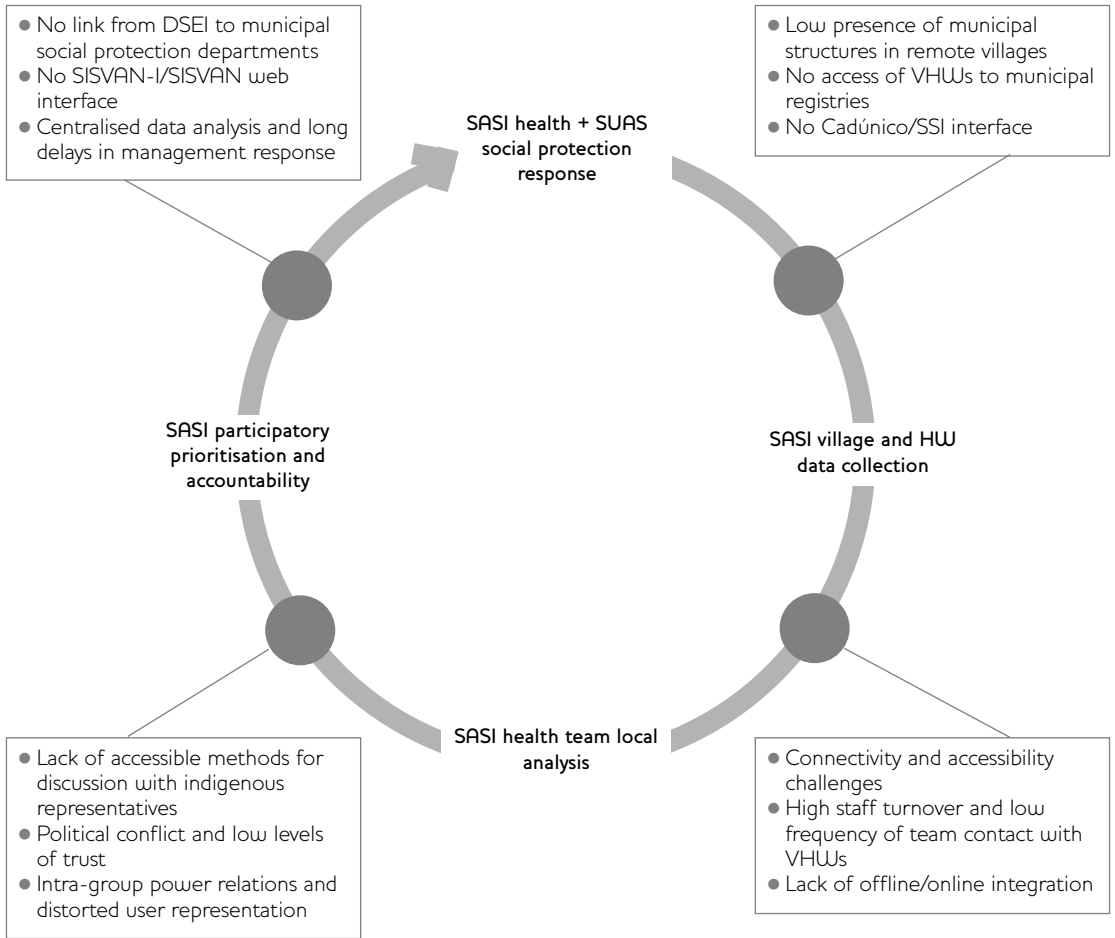 ● No link from DSEI to municipal
social protection departments
● No SISVAN-I/SISVAN web
interface
● Centralised data analysis and long
delays in management response
● Low presence of municipal
structures in remote villages
● No access of VHWs to municipal
registries
● No Cadúnico/SSI interface
SASI health + SUAS
social protection
response
SASI participatory
prioritisation and
accountability
SASI village and HW
data collection
SASI health team local
analysis
● Lack of accessible methods for
discussion with indigenous
representatives
● Political conflict and low levels
of trust
● Intra-group power relations and
distorted user representation
● Connectivity and accessibility
challenges
● High staff turnover and low
frequency of team contact with
VHWs
● Lack of offline/online integration